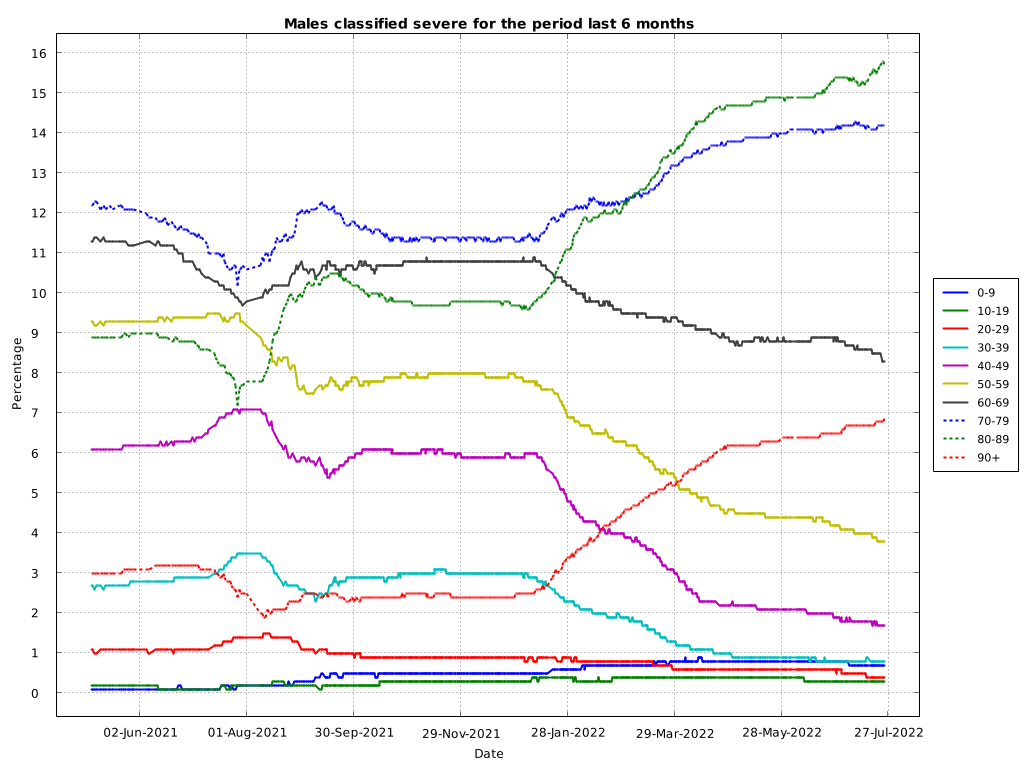 Males classified severe for the period last 6 months
16
15
14
13
12
11
10
9
8
7
6
5
4
3
2
1
0
Percentage
02-Jun-2021
01-Aug-2021
30-Sep-2021
29-Nov-2021
28-Jan-2022
29-Mar-2022
28-May-2022
27-Jul-2022
Date
0-9
10-19
20-29
30-39
40-49
50-59
60-69
70-79
80-89
90+